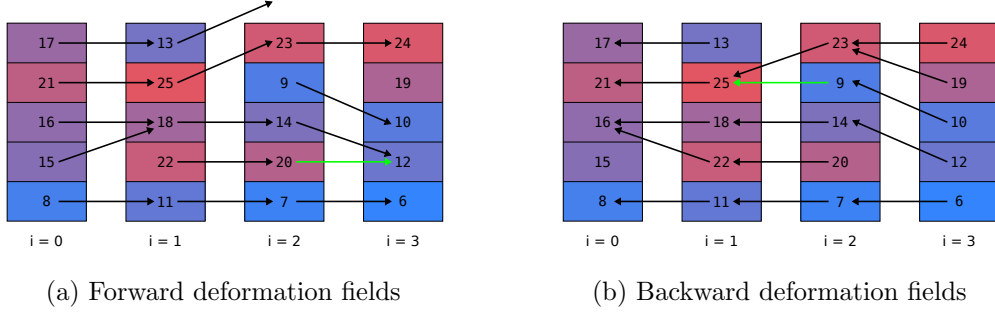 17 13 23 24
21 25 9 19
16 18 14 10
15 22 20 12
8 11 7 6
i = 0 i = 1 i = 2 i = 3
(a) Forward deformation fields
17 13 23 24
21 25 9 19
16 18 14 10
15 22 20 12
8 11 7 6
i = 0 i = 1 i = 2 i = 3
(b) Backward deformation fields